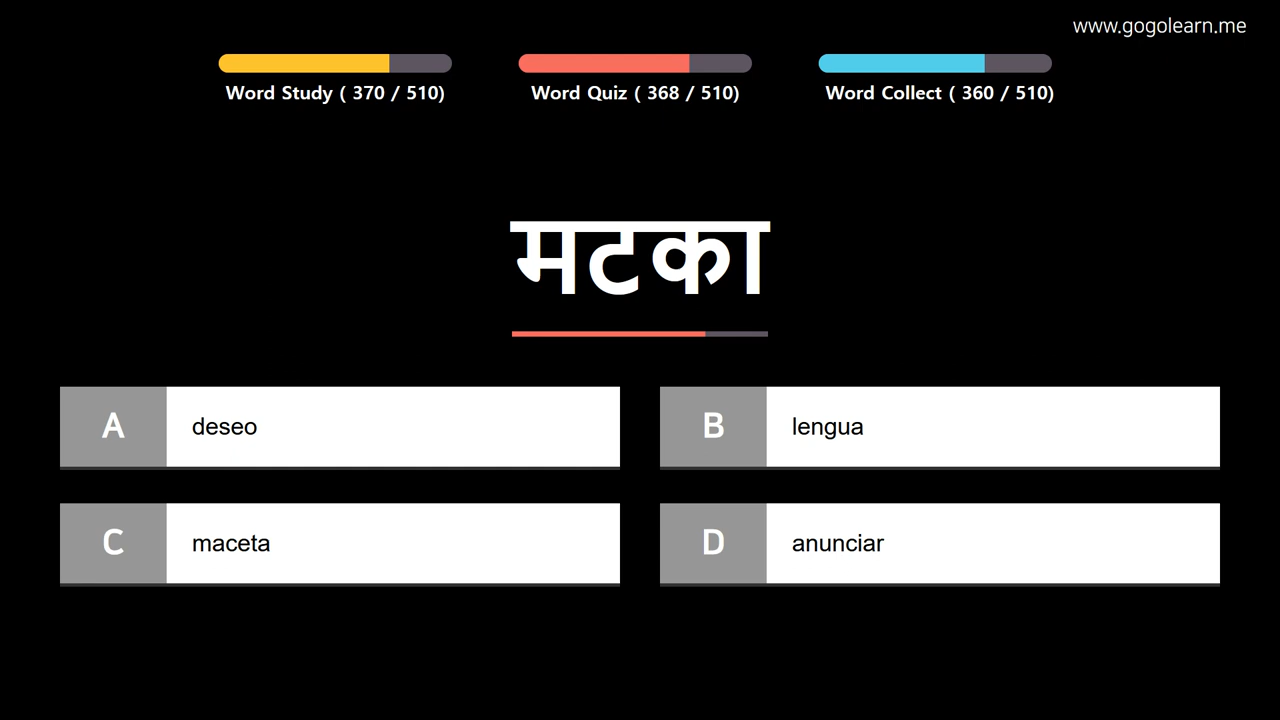 www.gogolearn.me
Word Study ( 370 / 510)
Word Quiz ( 368 / 510)
Word Collect ( 360 / 510)
मटका
A deseo
B lengua
C maceta
D anunciar